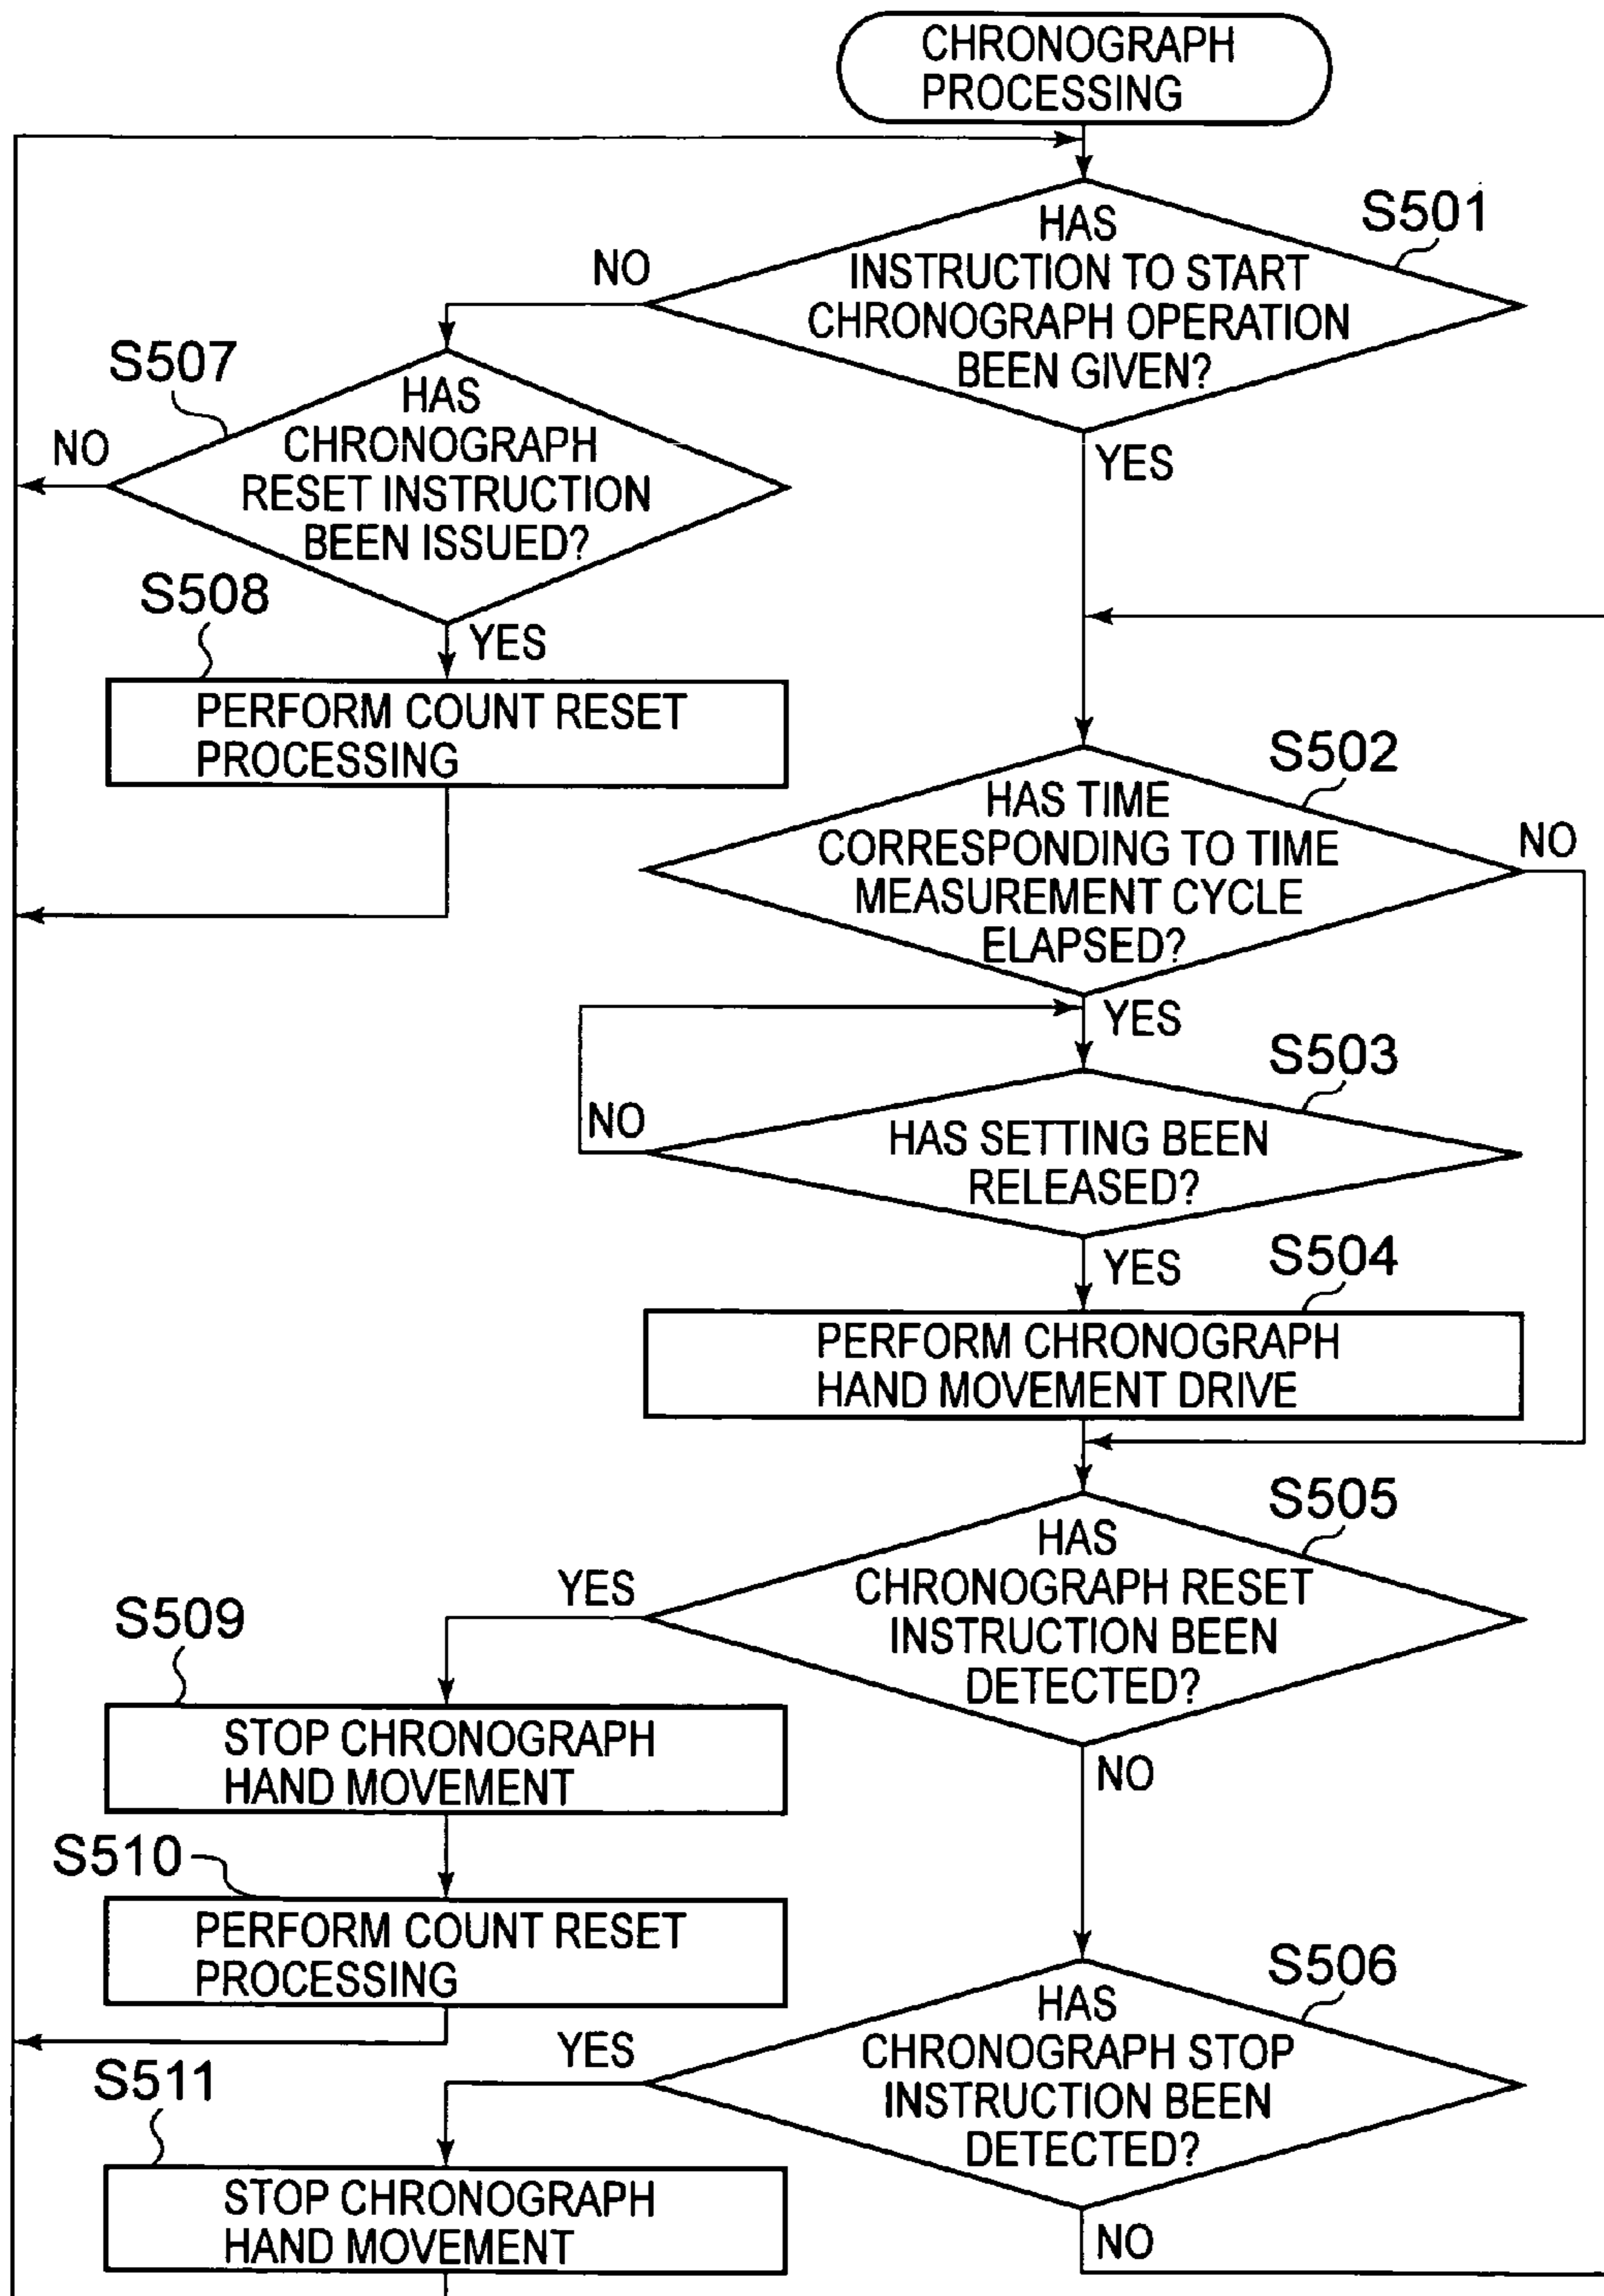 CHRONOGRAPH
PROCESSING
S501
HAS
INSTRUCTION TO START
CHRONOGRAPH OPERATION
BEEN GIVEN?
NO
YES
S507
HAS
CHRONOGRAPH
RESET INSTRUCTION
BEEN ISSUED?
NO
YES
S508
PERFORM COUNT RESET
PROCESSING
S502
HAS TIME
CORRESPONDING TO TIME
MEASUREMENT CYCLE
ELAPSED?
NO
YES
S503
HAS SETTING BEEN
RELEASED?
NO
YES
S504
PERFORM CHRONOGRAPH
HAND MOVEMENT DRIVE
S505
HAS
CHRONOGRAPH RESET
INSTRUCTION BEEN
DETECTED?
YES
NO
S509
STOP CHRONOGRAPH
HAND MOVEMENT
S510
PERFORM COUNT RESET
PROCESSING
S506
HAS
CHRONOGRAPH STOP
INSTRUCTION BEEN
DETECTED?
YES
NO
S511
STOP CHRONOGRAPH
HAND MOVEMENT